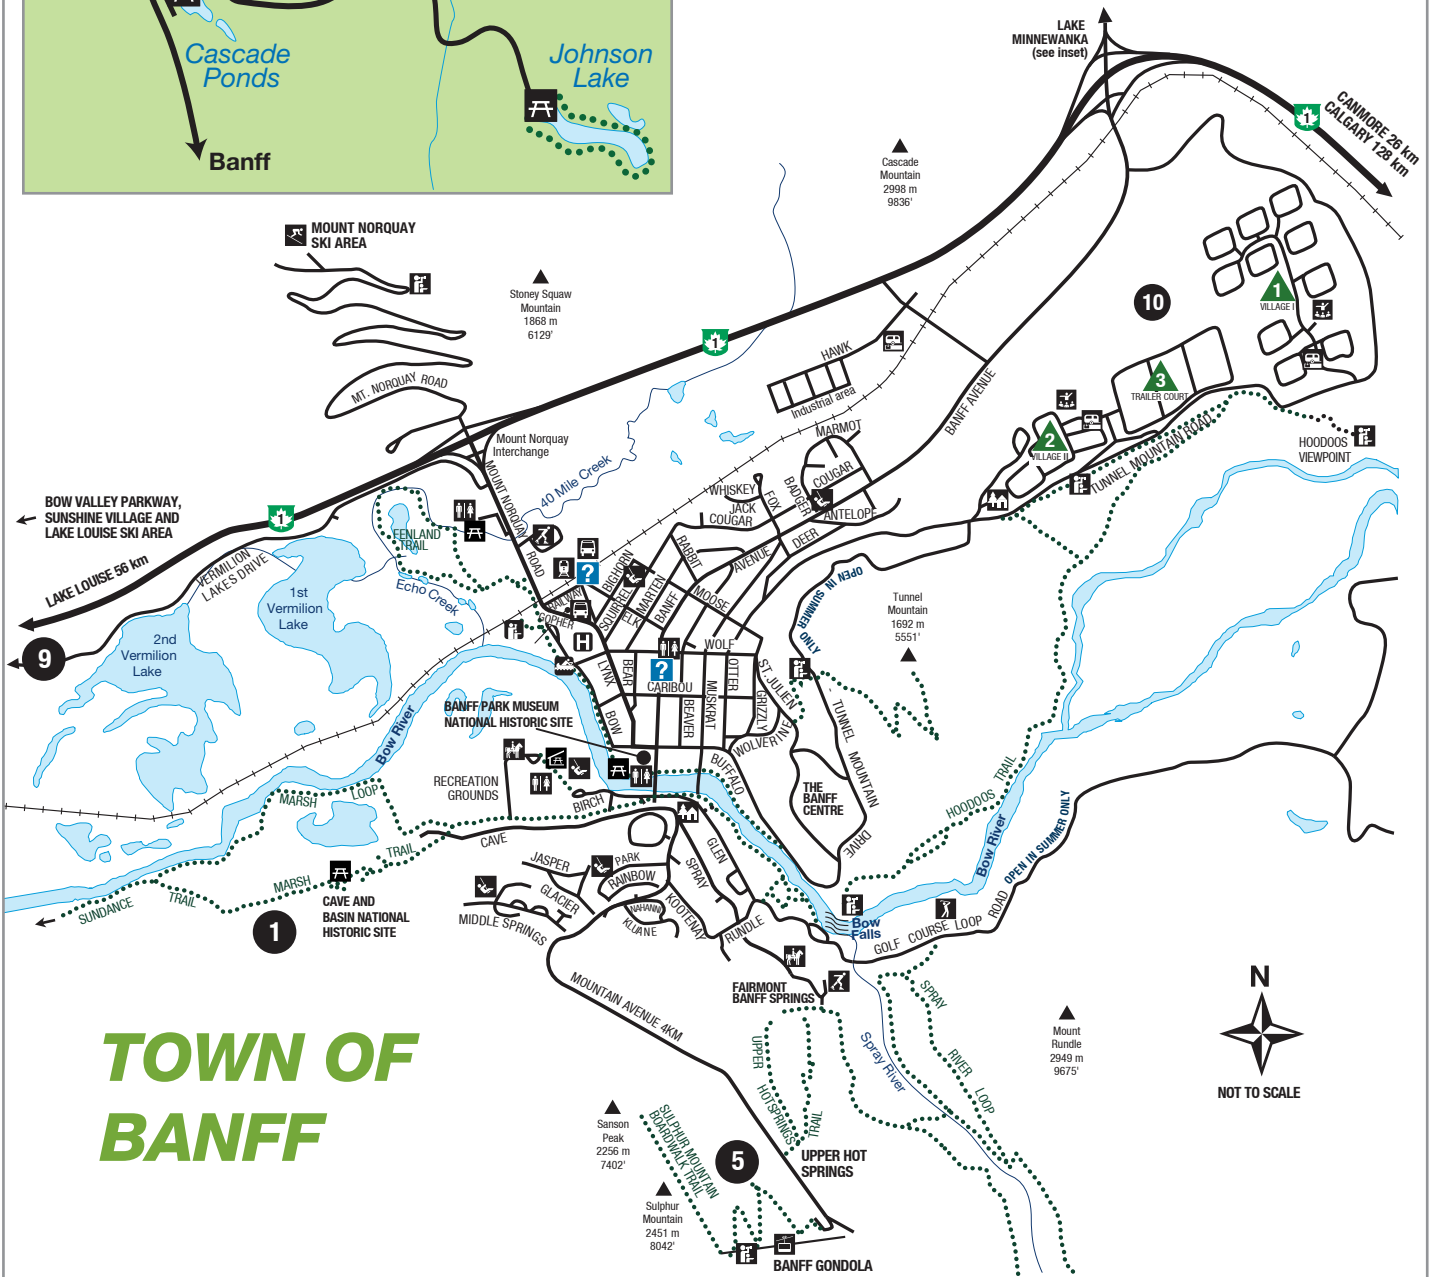 Cascade
Ponds
Johnson
Lake
Banff
LAKE
MINNEWANKA
(see inset)
1
CANMORE 26 km
CALGARY 128 km
Cascade
Mountain
2998 m
9836'
MOUNT NORQUAY
SKI AREA
Stoney Squaw
Mountain
1868 m
6129'
1
10
1
VILLAGE I
HAWK
Industrial area
MT. NORQUAY ROAD
BANFF AVENUE
3
TRAILER COURT
2
VILLAGE II
TUNNEL MOUNTAIN ROAD
HOODOOS
VIEWPOINT
Mount Norquay
Interchange
MOUNT NORQUAY
ROAD
40 Mile Creek
MARMOT
COUGAR
BADGER
FOX
WHISKEY
JACK
COUGAR
ANTELOPE
DEER
RABBIT
AVENUE
BOW VALLEY PARKWAY,
SUNSHINE VILLAGE AND
LAKE LOUISE SKI AREA
1
LAKE LOUISE 56 km
VERMILION
LAKES DRIVE
FENLAND
TRAIL
Echo Creek
1st
Vermilion
Lake
2nd
Vermilion
Lake
9
?
BIGHORN
SQUIRREL
ELK
MARTEN
BANFF
MOOSE
RAILWAY
GOPHER
H
OPEN IN
SUMMER
ONLY
Tunnel
Mountain
1692 m
5551'
WOLF
?
LYNX
BEAR
CARIBOU
OTTER
ST. JULIEN
GRIZZLY
MUSKRAT
BEAVER
BOW
WOLVERINE
BUFFALO
TUNNEL
MOUNTAIN
DRIVE
BANFF PARK MUSEUM
NATIONAL HISTORIC SITE
Bow River
RECREATION
GROUNDS
BIRCH
THE
BANFF
CENTRE
MARSH
LOOP
TRAIL
CAVE
MARSH
SUNDANCE
TRAIL
CAVE AND
BASIN NATIONAL
HISTORIC SITE
1
JASPER
PARK
GLACIER
RAINBOW
NAHANNI
KLUANE
MIDDLE SPRINGS
KOOTENAY
SPRAY
GLEN
RUNDLE
HOODOOS
TRAIL
Bow River
OPEN IN SUMMER ONLY
Bow
Falls
GOLF COURSE LOOP ROAD
FAIRMONT
BANFF SPRINGS
MOUNTAIN AVENUE 4KM
SPRAY
RIVER
LOOP
Spray River
Mount
Rundle
2949 m
9675'
N
NOT TO SCALE
TOWN OF
BANFF
UPPER
HOTSPRINGS
TRAIL
Sanson
Peak
2256 m
7402'
SULPHUR MOUNTAIN
BOARDWALK TRAIL
5
UPPER HOT
SPRINGS
Sulphur
Mountain
2451 m
8042'
BANFF GONDOLA